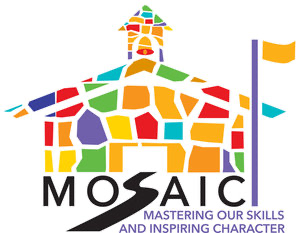 MOSAIC
MASTERING OUR SKILLS
AND INSPIRING CHARACTER